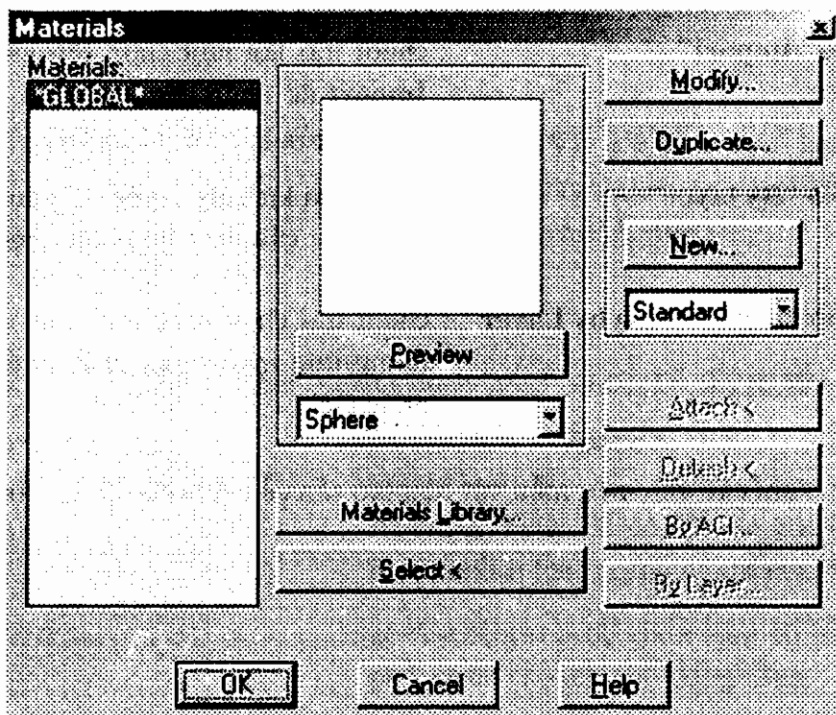 Materials
Materials:
*GLOBAL*
Preview
Sphere
Materials Library...
Select <
Modify...
Duplicate...
New...
Standard
Attach <
Detach <
By ACI...
By Layer...
OK
Cancel
Help